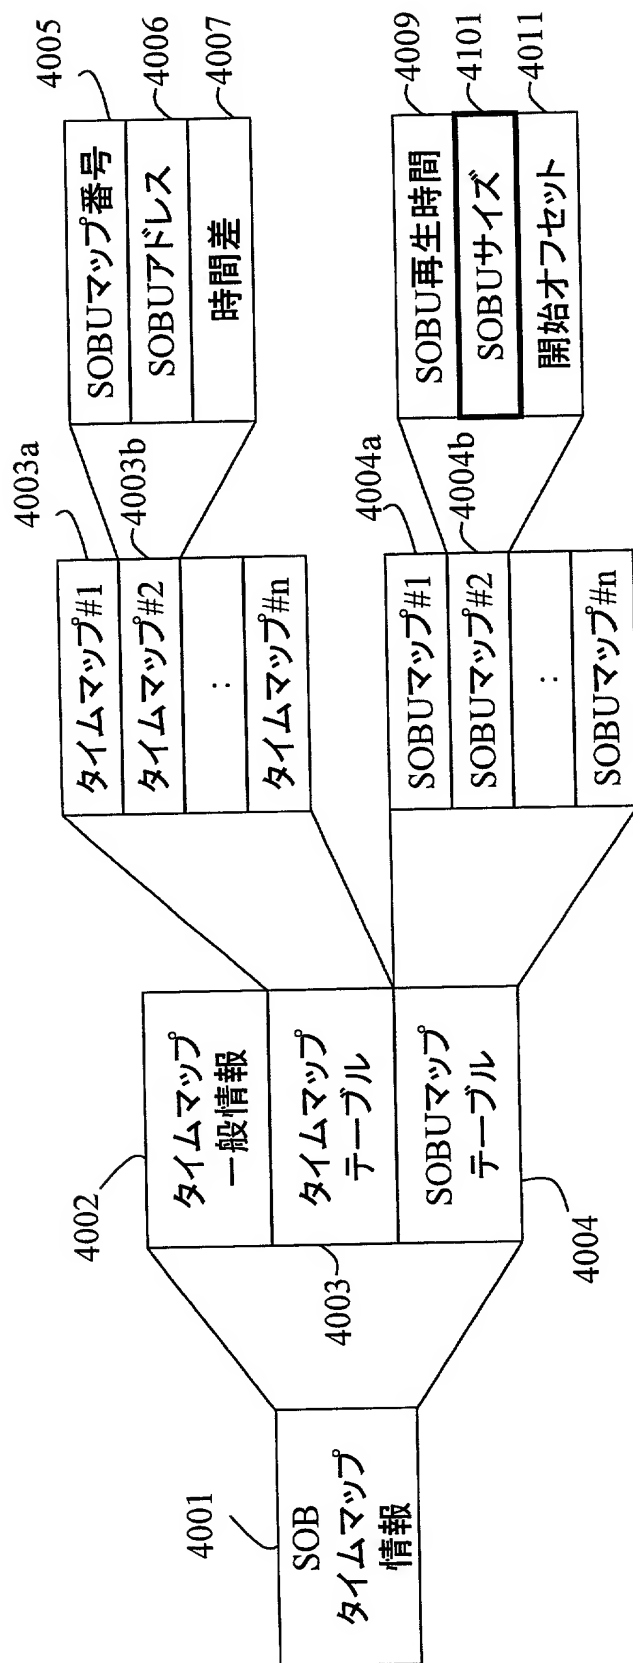 4001
SOB
タイムマップ
情報
4002
タイムマップ
一般情報
タイムマップ
テーブル
4003
SOBUマップ
テーブル
4004
4003a
タイムマップ#1
4003b
タイムマップ#2
:
タイムマップ#n
4005
SOBUマップ番号
4006
SOBUアドレス
4007
時間差
4004a
SOBUマップ#1
4004b
SOBUマップ#2
:
SOBUマップ#n
4009
SOBU再生時間
4101
SOBUサイズ
4011
開始オフセット